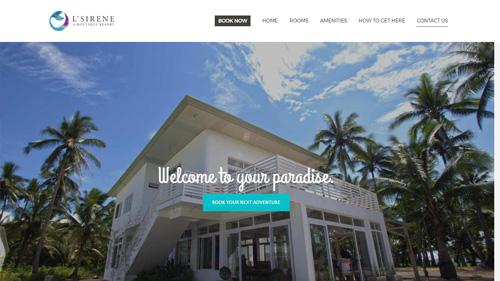 L'SIRENE
A BOUTIQUE RESORT
BOOK NOW
HOME
ROOMS
AMENITIES
HOW TO GET HERE
CONTACT US
Welcome to your paradise.
BOOK YOUR NEXT ADVENTURE